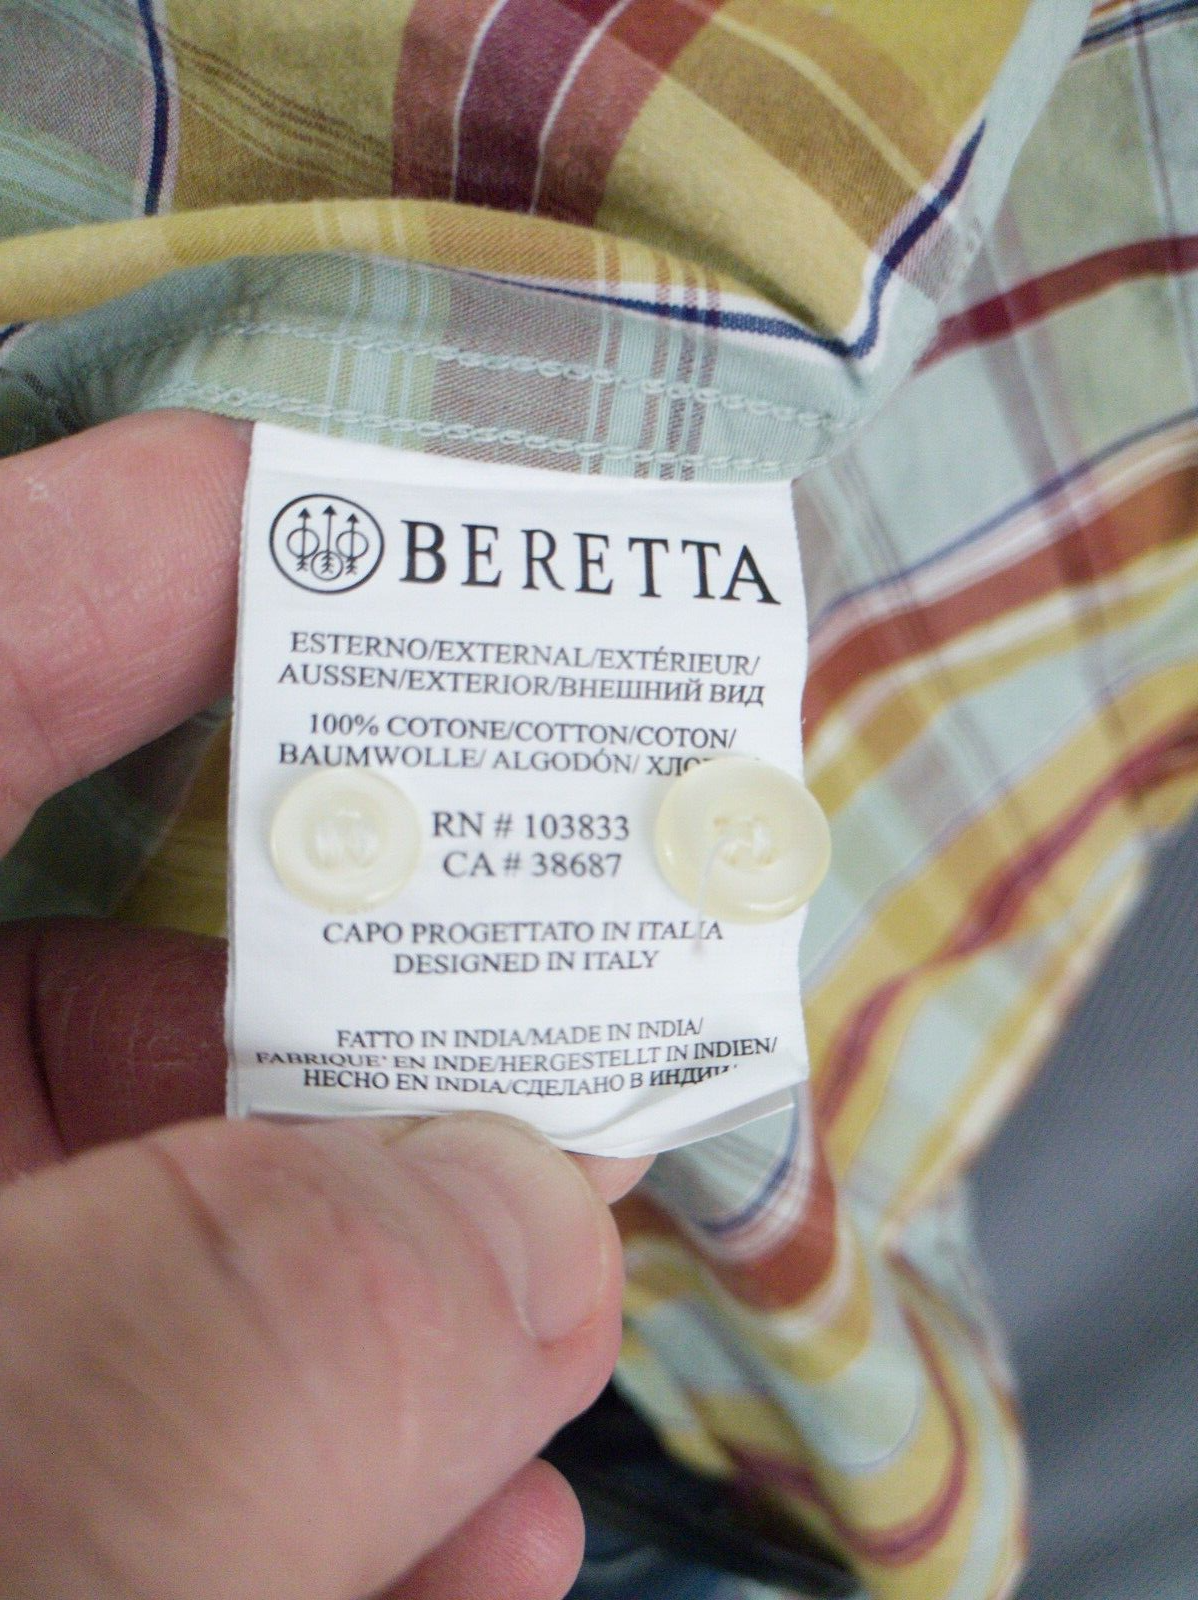 BERETTA
ESTERNO/EXTERNAL/EXTÉRIEUR/
AUSSEN/EXTERIOR/ВНЕШНИЙ ВИД
100% COTONE/COTTON/COTON/
BAUMWOLLE/ ALGODÓN/
RN # 103833
CA # 38687
CAPO PROGETTATO IN ITALIA
DESIGNED IN ITALY
FATTO IN INDIA/MADE IN INDIA/
FABRIQUE' EN INDE/HERGESTELLT IN INDIEN/
HECHO EN INDIA/СДЕЛАНО В ИНДИИ